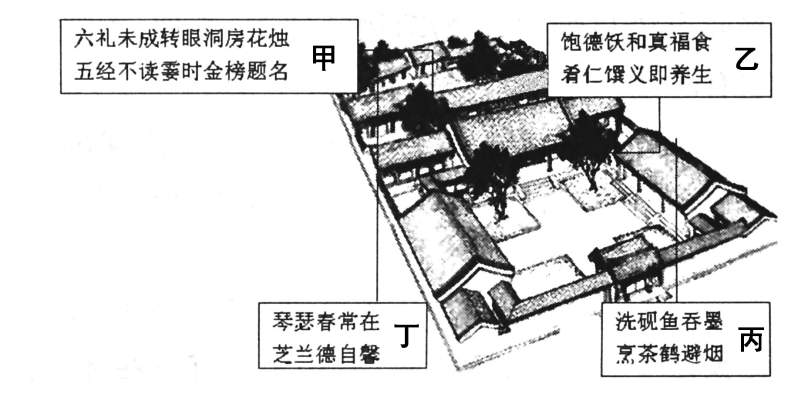 六礼未成转眼洞房花烛
五经不读霎时金榜题名
甲
饱德饫和真福食
肴仁馔义即养生
乙
琴瑟春常在
芝兰德自馨
丁
洗砚鱼吞墨
烹茶鹤避烟
丙